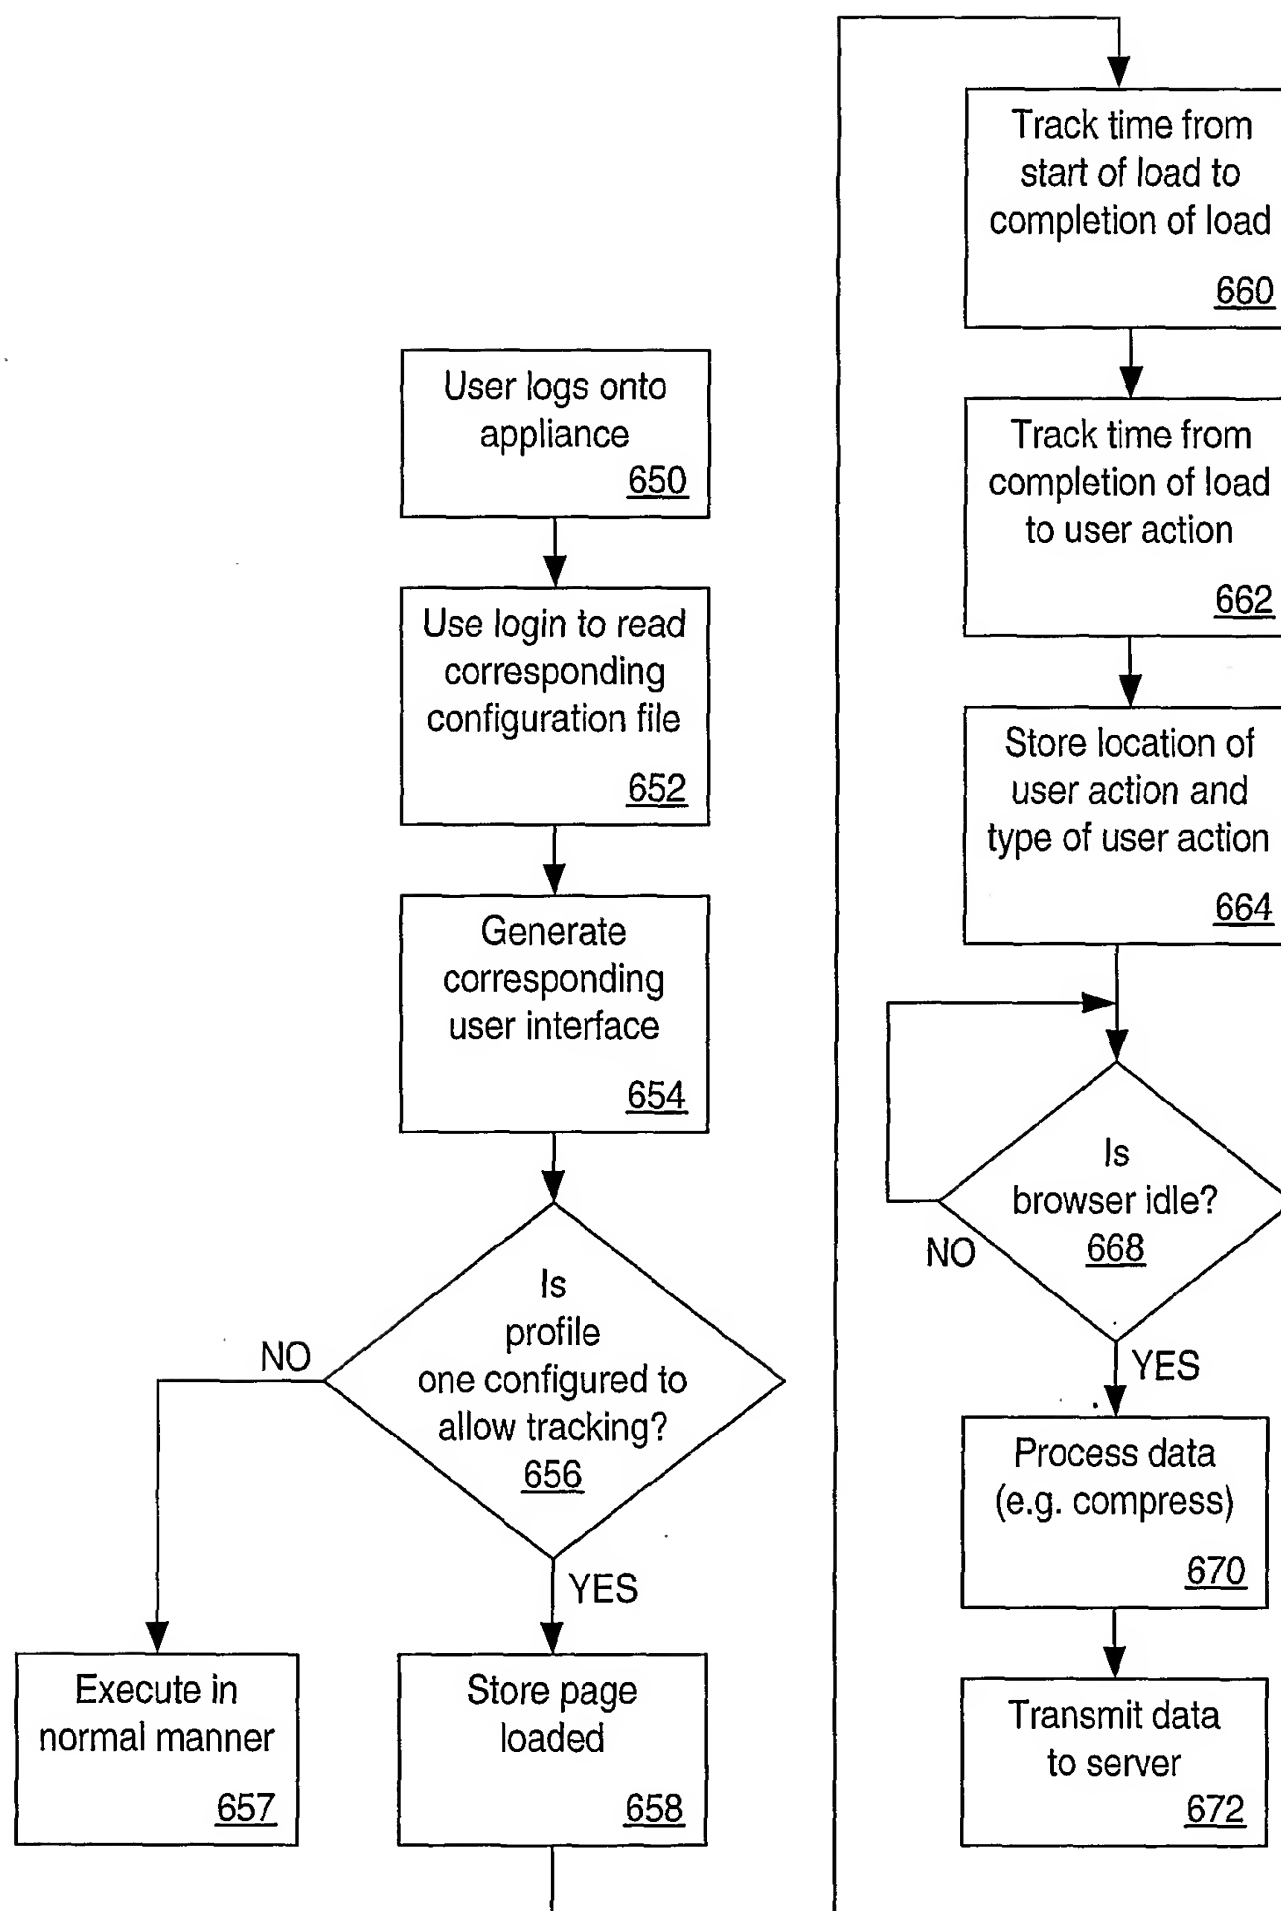 User logs onto
appliance
650
Use login to read
corresponding
configuration file
652
Generate
corresponding
user interface
654
Is
profile
one configured to
allow tracking?
656
NO
YES
Execute in
normal manner
657
Store page
loaded
658
Track time from
start of load to
completion of load
660
Track time from
completion of load
to user action
662
Store location of
user action and
type of user action
664
Is
browser idle?
668
NO
YES
Process data
(e.g. compress)
670
Transmit data
to server
672